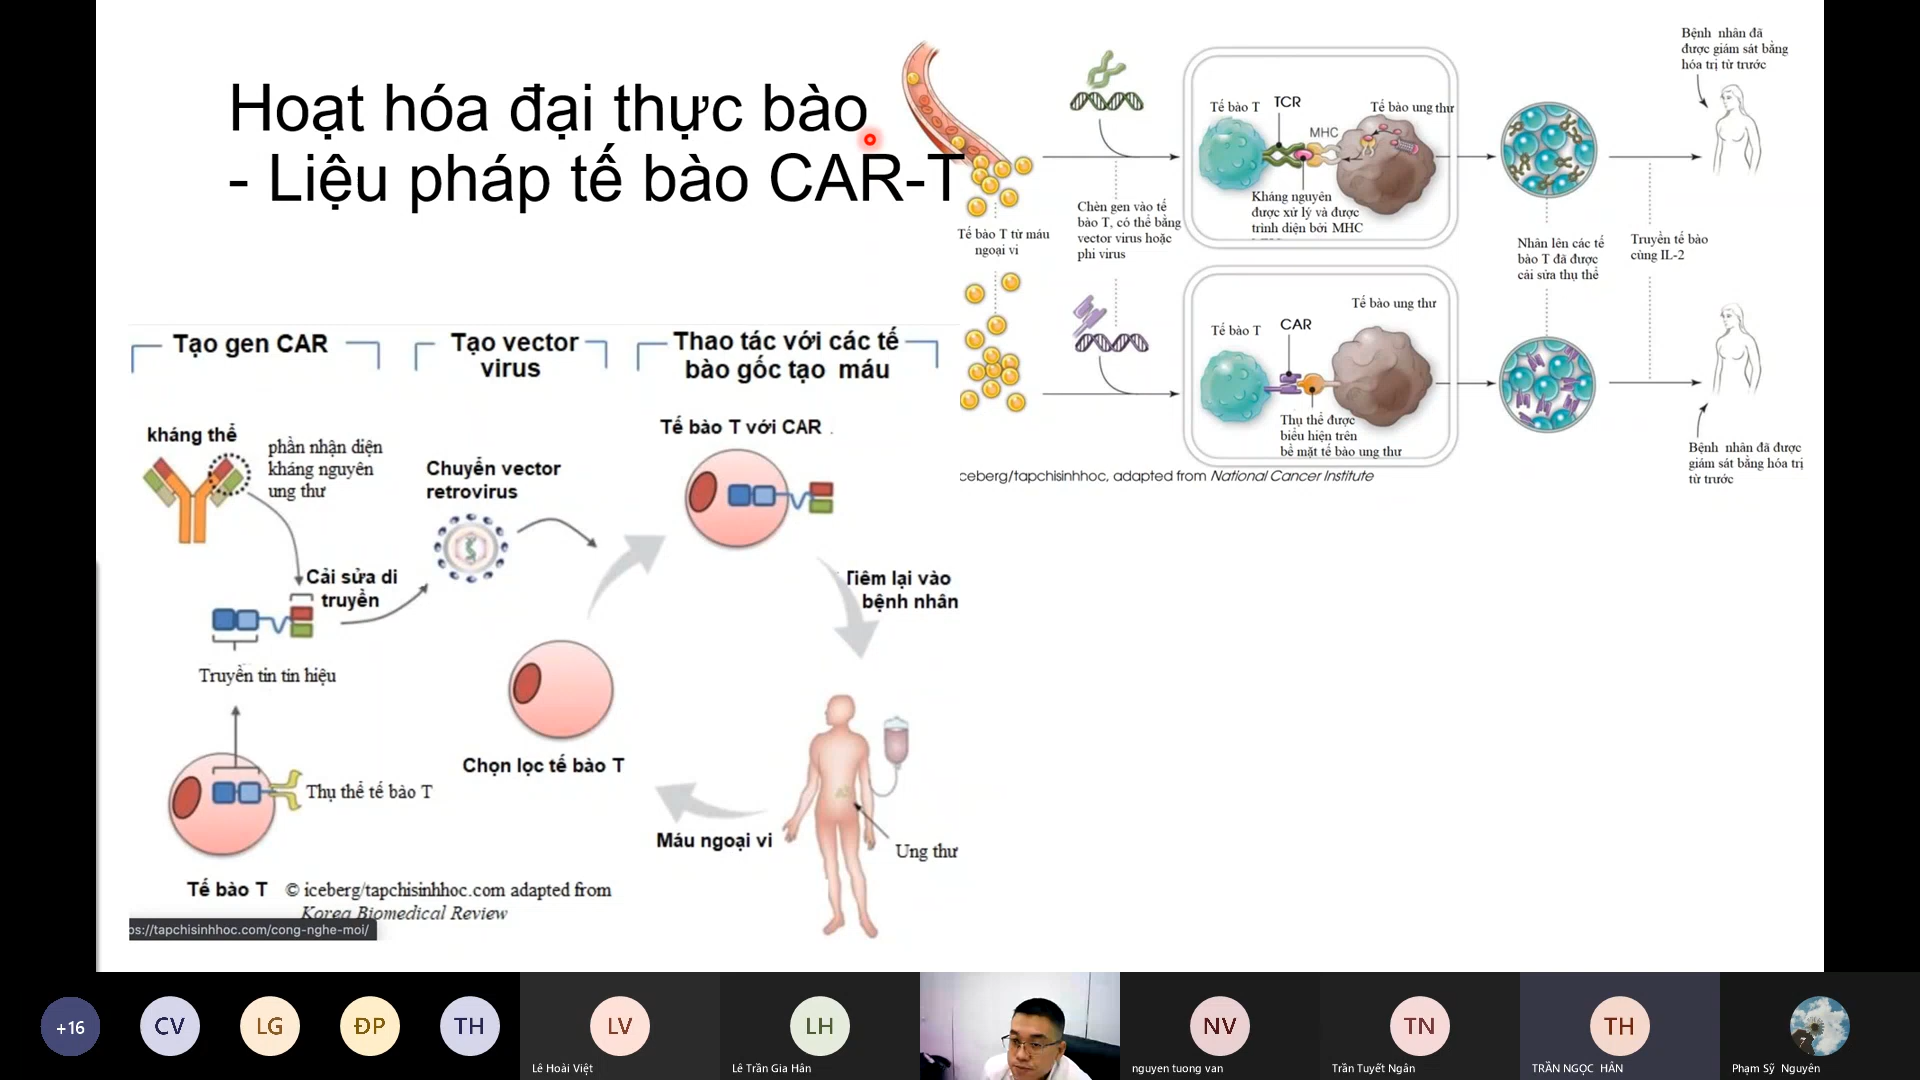 Hoạt hóa đại thực bào
- Liệu pháp tế bào CAR-T
Tế bào T từ máu
ngoại vi
Chèn gen vào tế
bào T, có thể bằng
vector virus hoặc
phi virus
Tế bào T
TCR
Tế bào ung thư
MHC
Kháng nguyên
được xử lý và được
trình diện bởi MHC
Nhân lên các tế
bào T đã được
cải sửa thụ thể
Truyền tế bào
cùng IL-2
Bệnh nhân đã
được giám sát bằng
hóa trị từ trước
Tế bào T
CAR
Tế bào ung thư
Thụ thể được
biểu hiện trên
bề mặt tế bào ung thư
Bệnh nhân đã được
giám sát bằng hóa trị
từ trước
ceberg/tapchisinhhoc, adapted from National Cancer Institute
Tạo gen CAR
Tạo vector
virus
Thao tác với các tế
bào gốc tạo máu
kháng thể
phần nhận diện
kháng nguyên
ung thư
Chuyển vector
retrovirus
Tế bào T với CAR
Cải sửa di
truyền
Tiêm lại vào
bệnh nhân
Truyền tin tin hiệu
Chọn lọc tế bào T
Thụ thể tế bào T
Máu ngoại vi
Ung thư
Tế bào T
© iceberg/tapchisinhhoc.com adapted from
Korea Biomedical Review
ps://tapchisinhhoc.com/cong-nghe-moi/
+16
CV
LG
ĐP
TH
LV
Lê Hoài Việt
LH
Lê Trần Gia Hân
NV
nguyen tuong van
TN
Trần Tuyết Ngân
TH
TRẦN NGỌC HÂN
Phạm Sỹ Nguyên